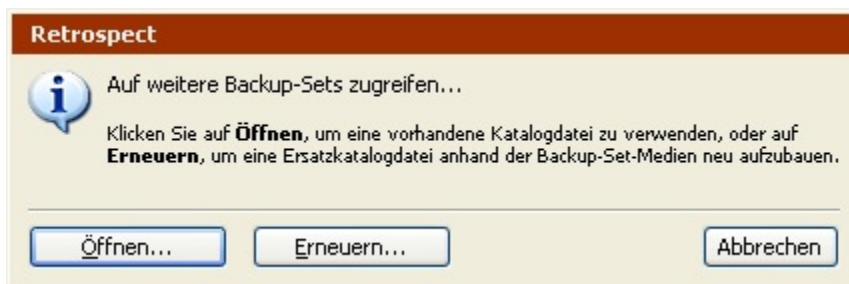 Retrospect
Auf weitere Backup-Sets zugreifen...
Klicken Sie auf Öffnen, um eine vorhandene Katalogdatei zu verwenden, oder auf
Erneuern, um eine Ersatzkatalogdatei anhand der Backup-Set-Medien neu aufzubauen.
Öffnen... Erneuern... Abbrechen